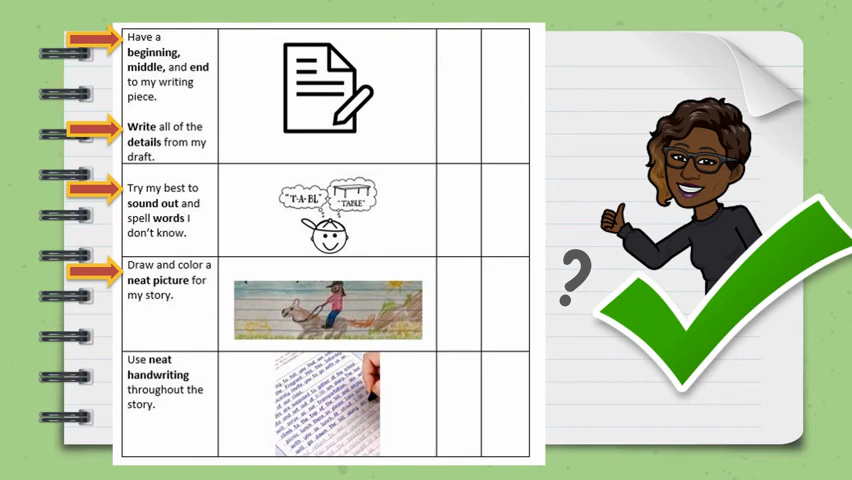 Have a
beginning,
middle, and end
to my writing
piece.
Write all of the
details from my
draft.
Try my best to
sound out and
spell words I
don't know.
"T-A-BL"
"TABLE"
Draw and color a
neat picture for
my story.
Use neat
handwriting
throughout the
story.
?